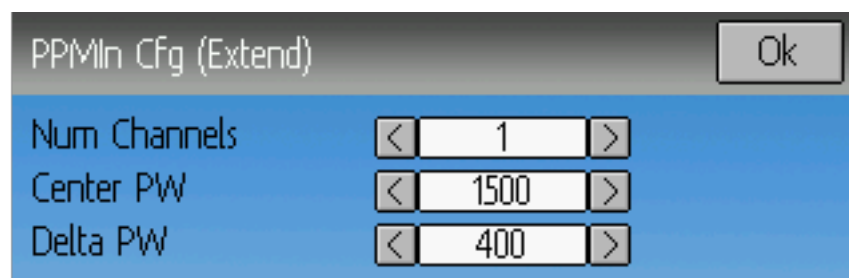 PPMIn Cfg (Extend) Ok
Num Channels < 1 >
Center PW < 1500 >
Delta PW < 400 >